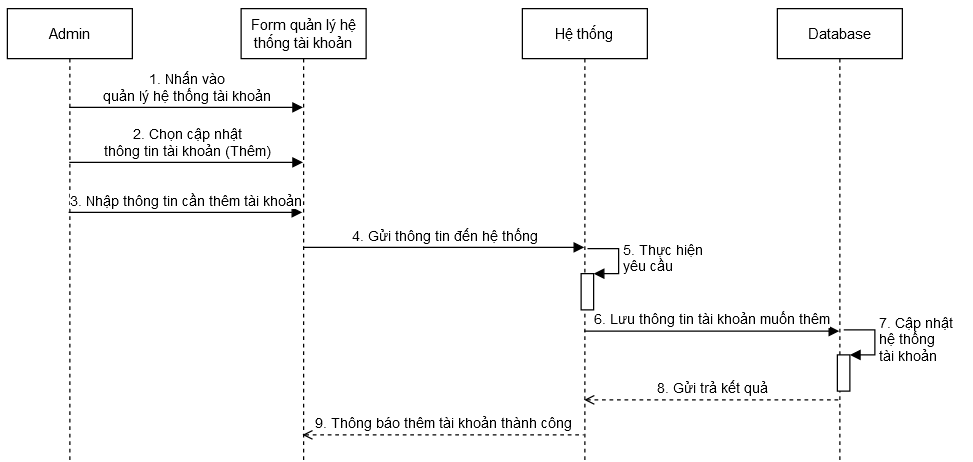 Admin
Form quản lý hệ
thống tài khoản
Hệ thống
Database
1. Nhấn vào
quản lý hệ thống tài khoản
2. Chọn cập nhật
thông tin tài khoản (Thêm)
3. Nhập thông tin cần thêm tài khoản
4. Gửi thông tin đến hệ thống
5. Thực hiện
yêu cầu
6. Lưu thông tin tài khoản muốn thêm
7. Cập nhật
hệ thống
tài khoản
8. Gửi trả kết quả
9. Thông báo thêm tài khoản thành công